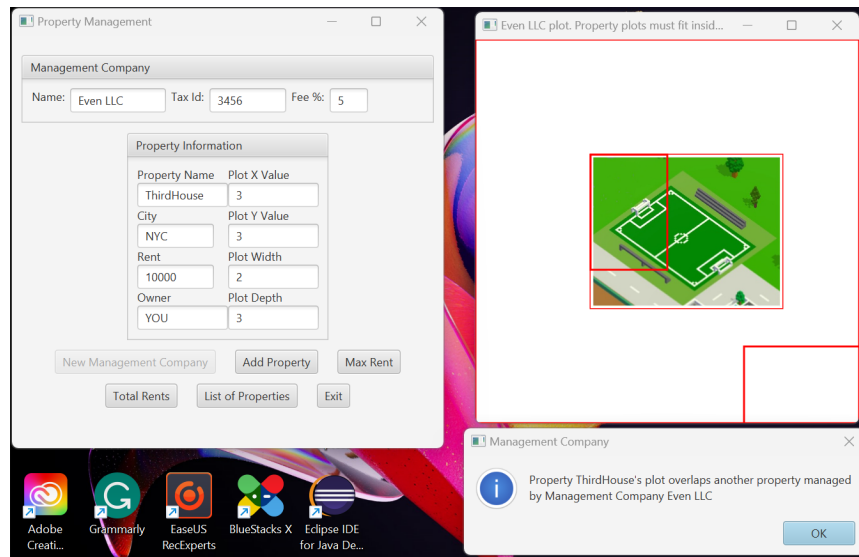 Property Management
Management Company
Name: Even LLC Tax Id: 3456 Fee %: 5
Property Information
Property Name Plot X Value
ThirdHouse 3
City Plot Y Value
NYC 3
Rent Plot Width
10000 2
Owner Plot Depth
YOU 3
New Management Company Add Property Max Rent
Total Rents List of Properties Exit
Even LLC plot. Property plots must fit insid...
Management Company
Property ThirdHouse's plot overlaps another property managed
by Management Company Even LLC
OK
Adobe
Creati...
Grammarly
EaseUS
RecExperts
BlueStacks X
Eclipse IDE
for Java De...